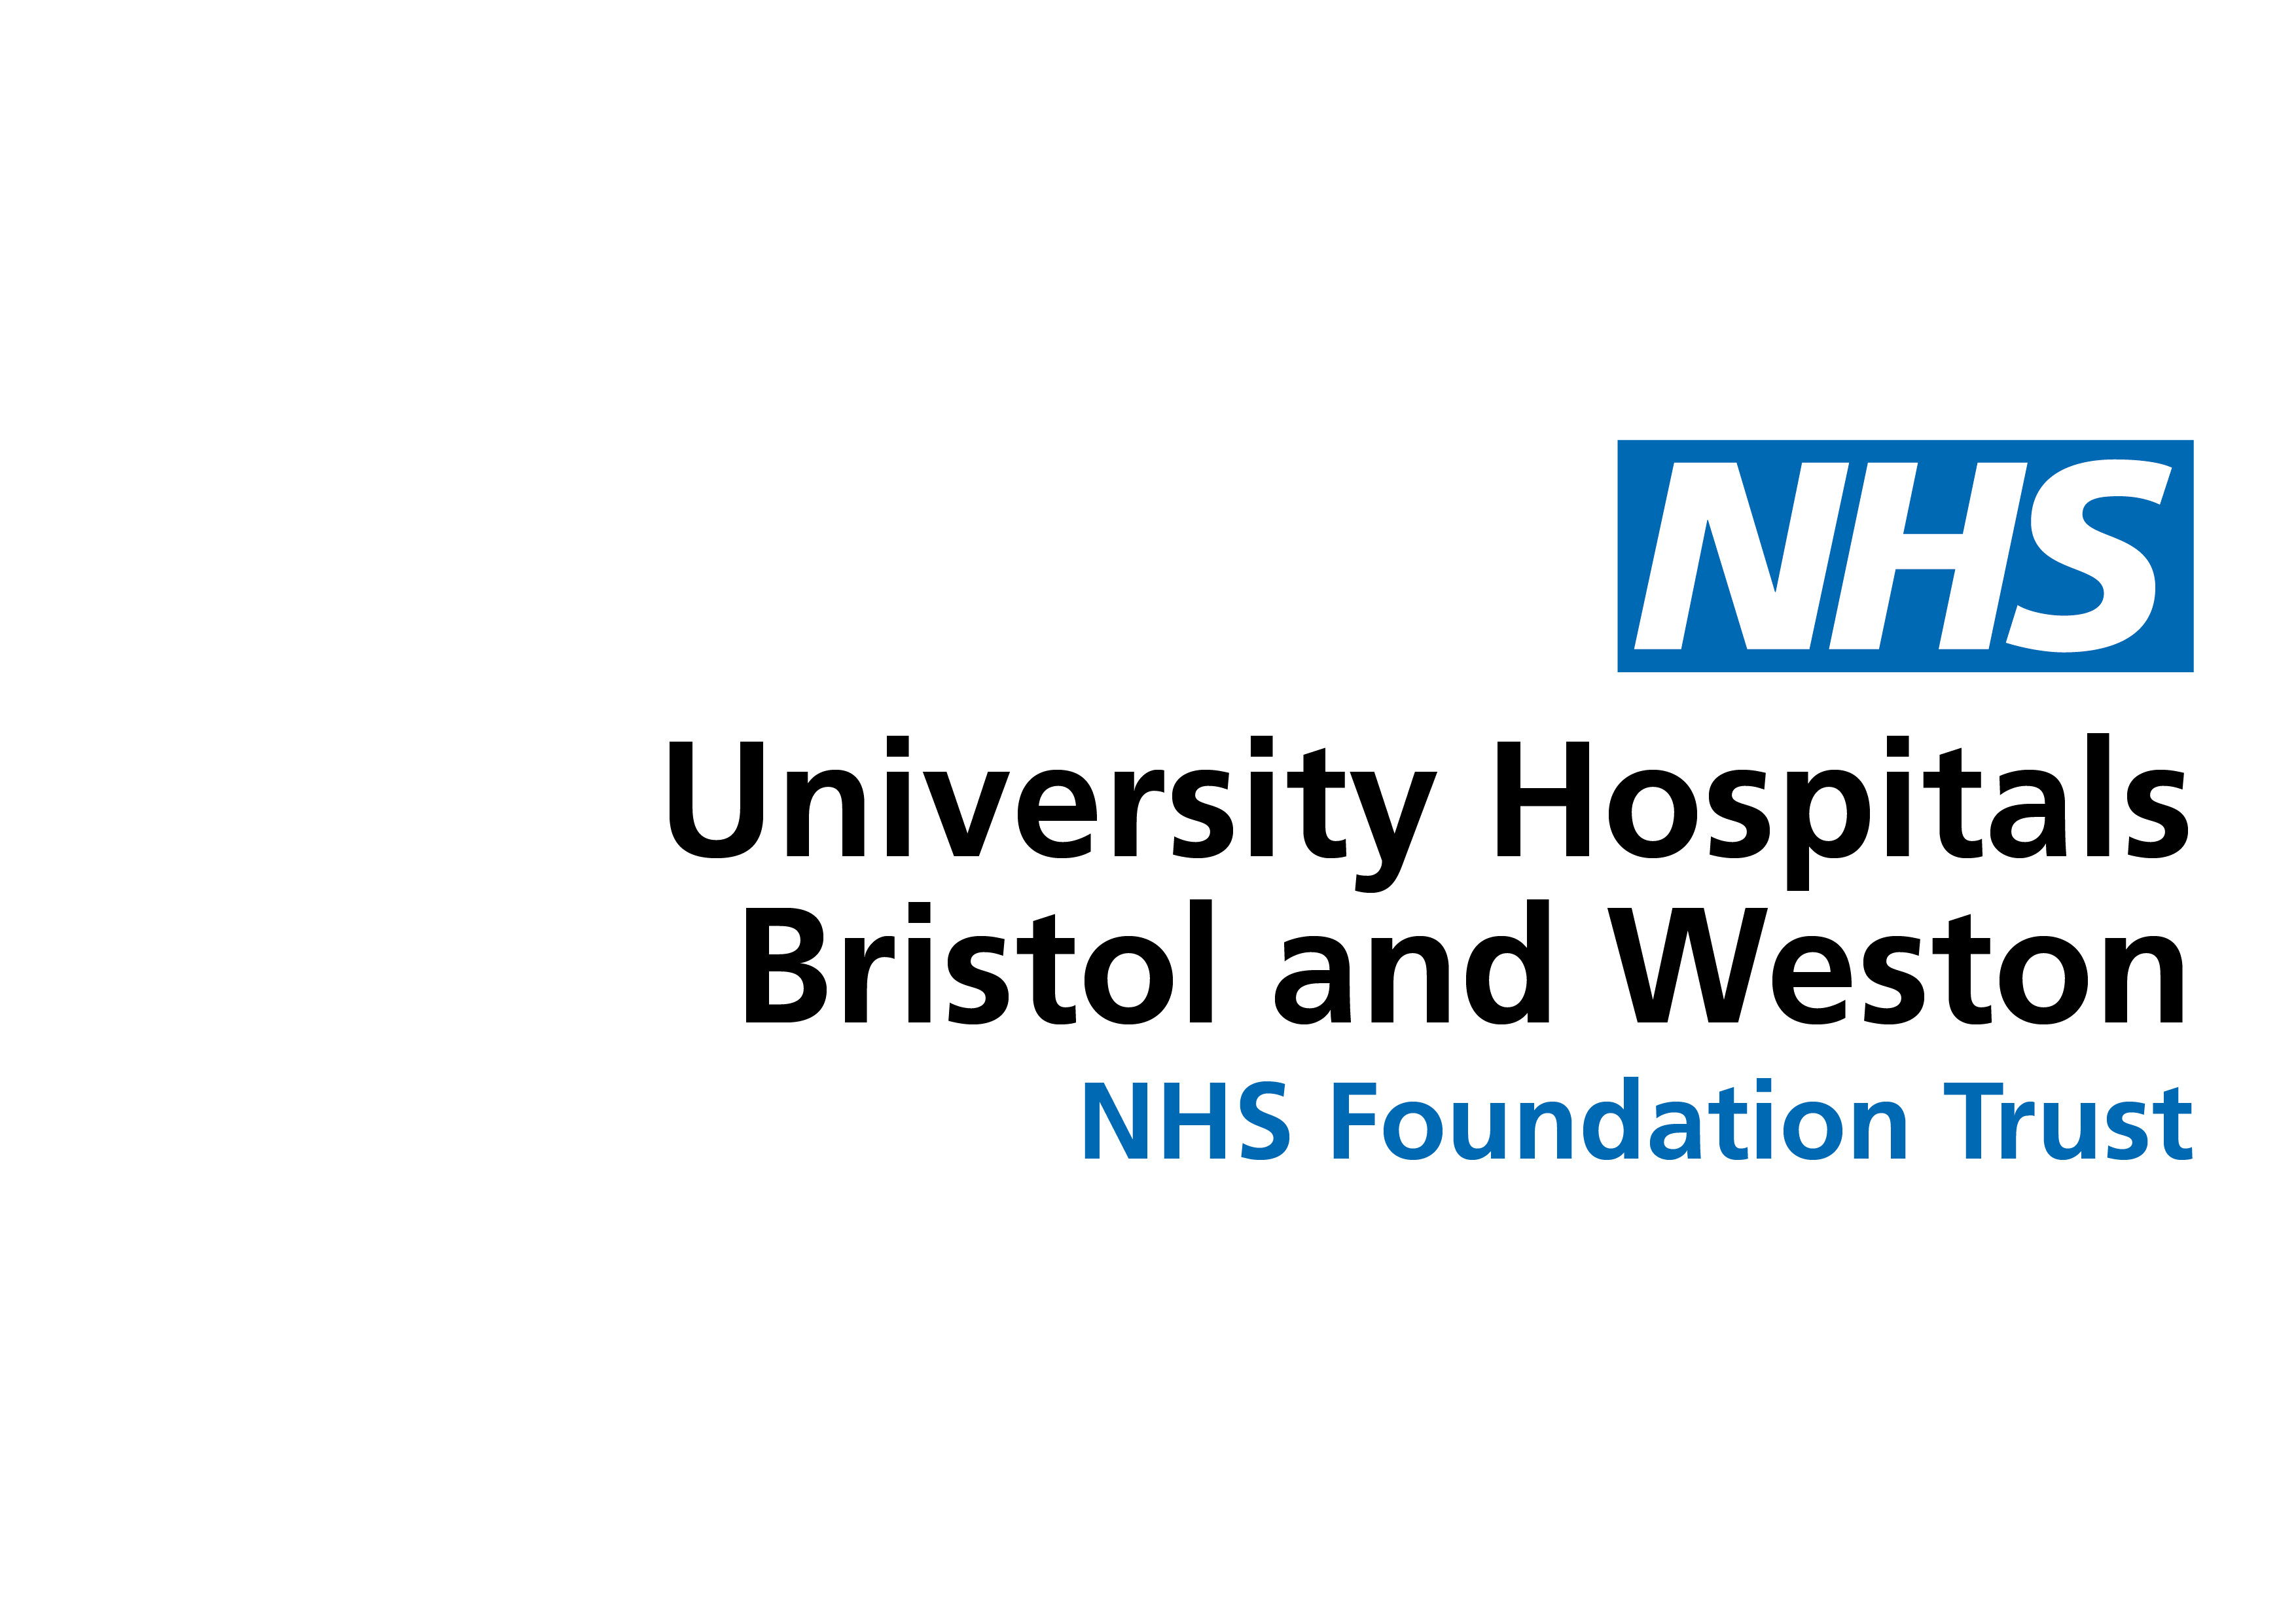 NHS
University Hospitals
Bristol and Weston
NHS Foundation Trust